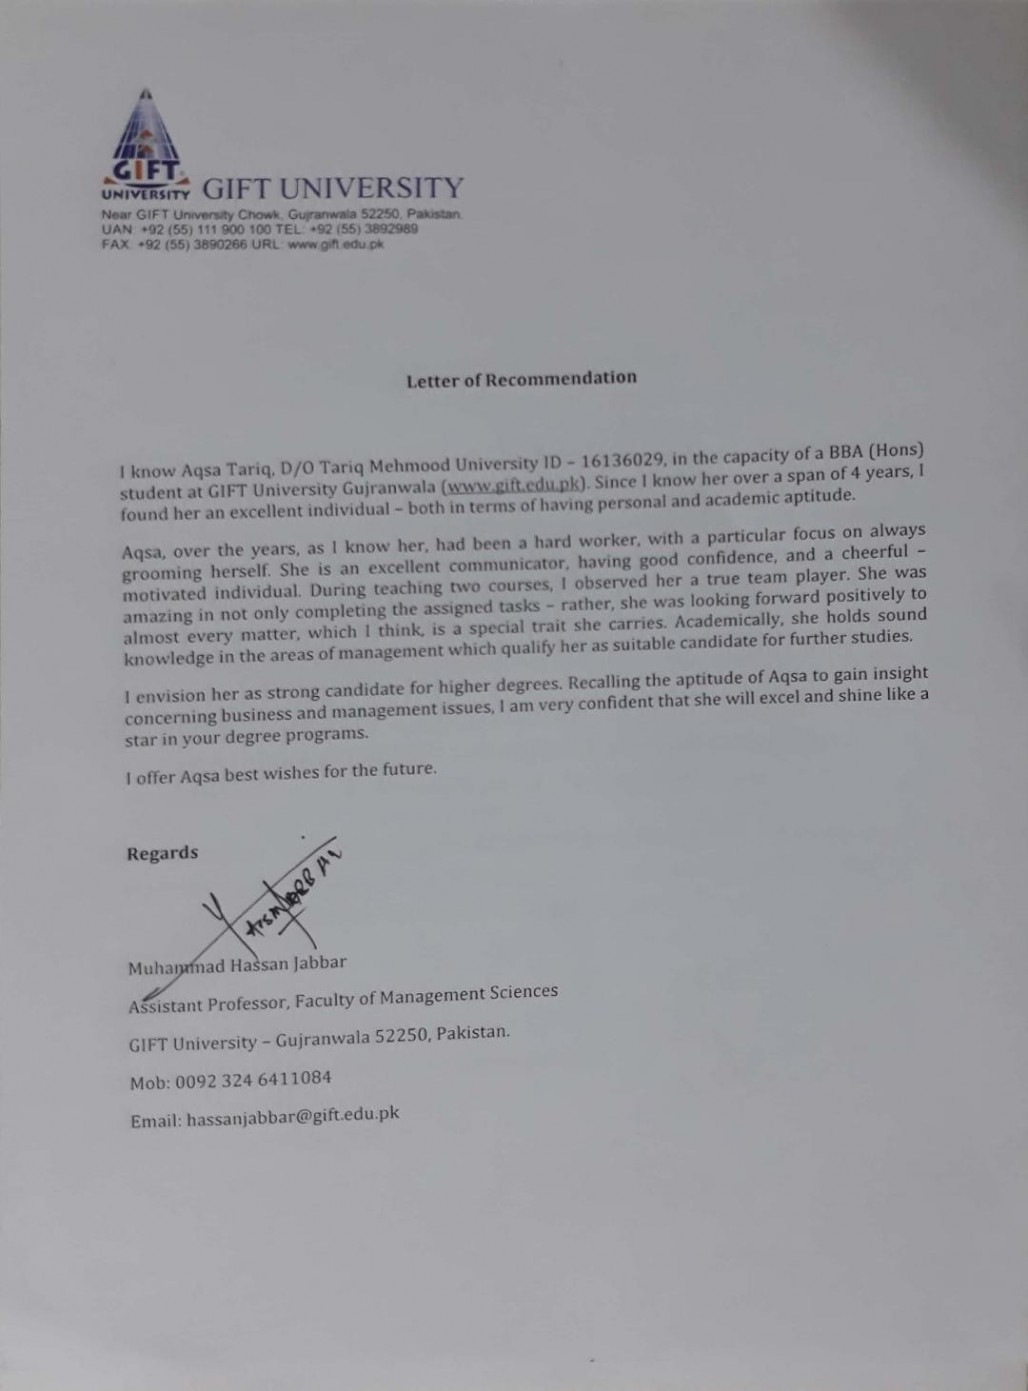 GIFT
UNIVERSITY
GIFT UNIVERSITY
Near GIFT University Chowk, Gujranwala 52250, Pakistan.
UAN: +92 (55) 111 900 100 TEL: +92 (55) 3892989
FAX: +92 (55) 3890266 URL: www.gift.edu.pk
Letter of Recommendation
I know Aqsa Tariq, D/O Tariq Mehmood University ID – 16136029, in the capacity of a BBA (Hons)
student at GIFT University Gujranwala (www.gift.edu.pk). Since I know her over a span of 4 years, I
found her an excellent individual – both in terms of having personal and academic aptitude.
Aqsa, over the years, as I know her, had been a hard worker, with a particular focus on always
grooming herself. She is an excellent communicator, having good confidence, and a cheerful –
motivated individual. During teaching two courses, I observed her a true team player. She was
amazing in not only completing the assigned tasks – rather, she was looking forward positively to
almost every matter, which I think, is a special trait she carries. Academically, she holds sound
knowledge in the areas of management which qualify her as suitable candidate for further studies.
I envision her as strong candidate for higher degrees. Recalling the aptitude of Aqsa to gain insight
concerning business and management issues, I am very confident that she will excel and shine like a
star in your degree programs.
I offer Aqsa best wishes for the future.
Regards
Muhammad Hassan Jabbar
Assistant Professor, Faculty of Management Sciences
GIFT University – Gujranwala 52250, Pakistan.
Mob: 0092 324 6411084
Email: hassanjabbar@gift.edu.pk